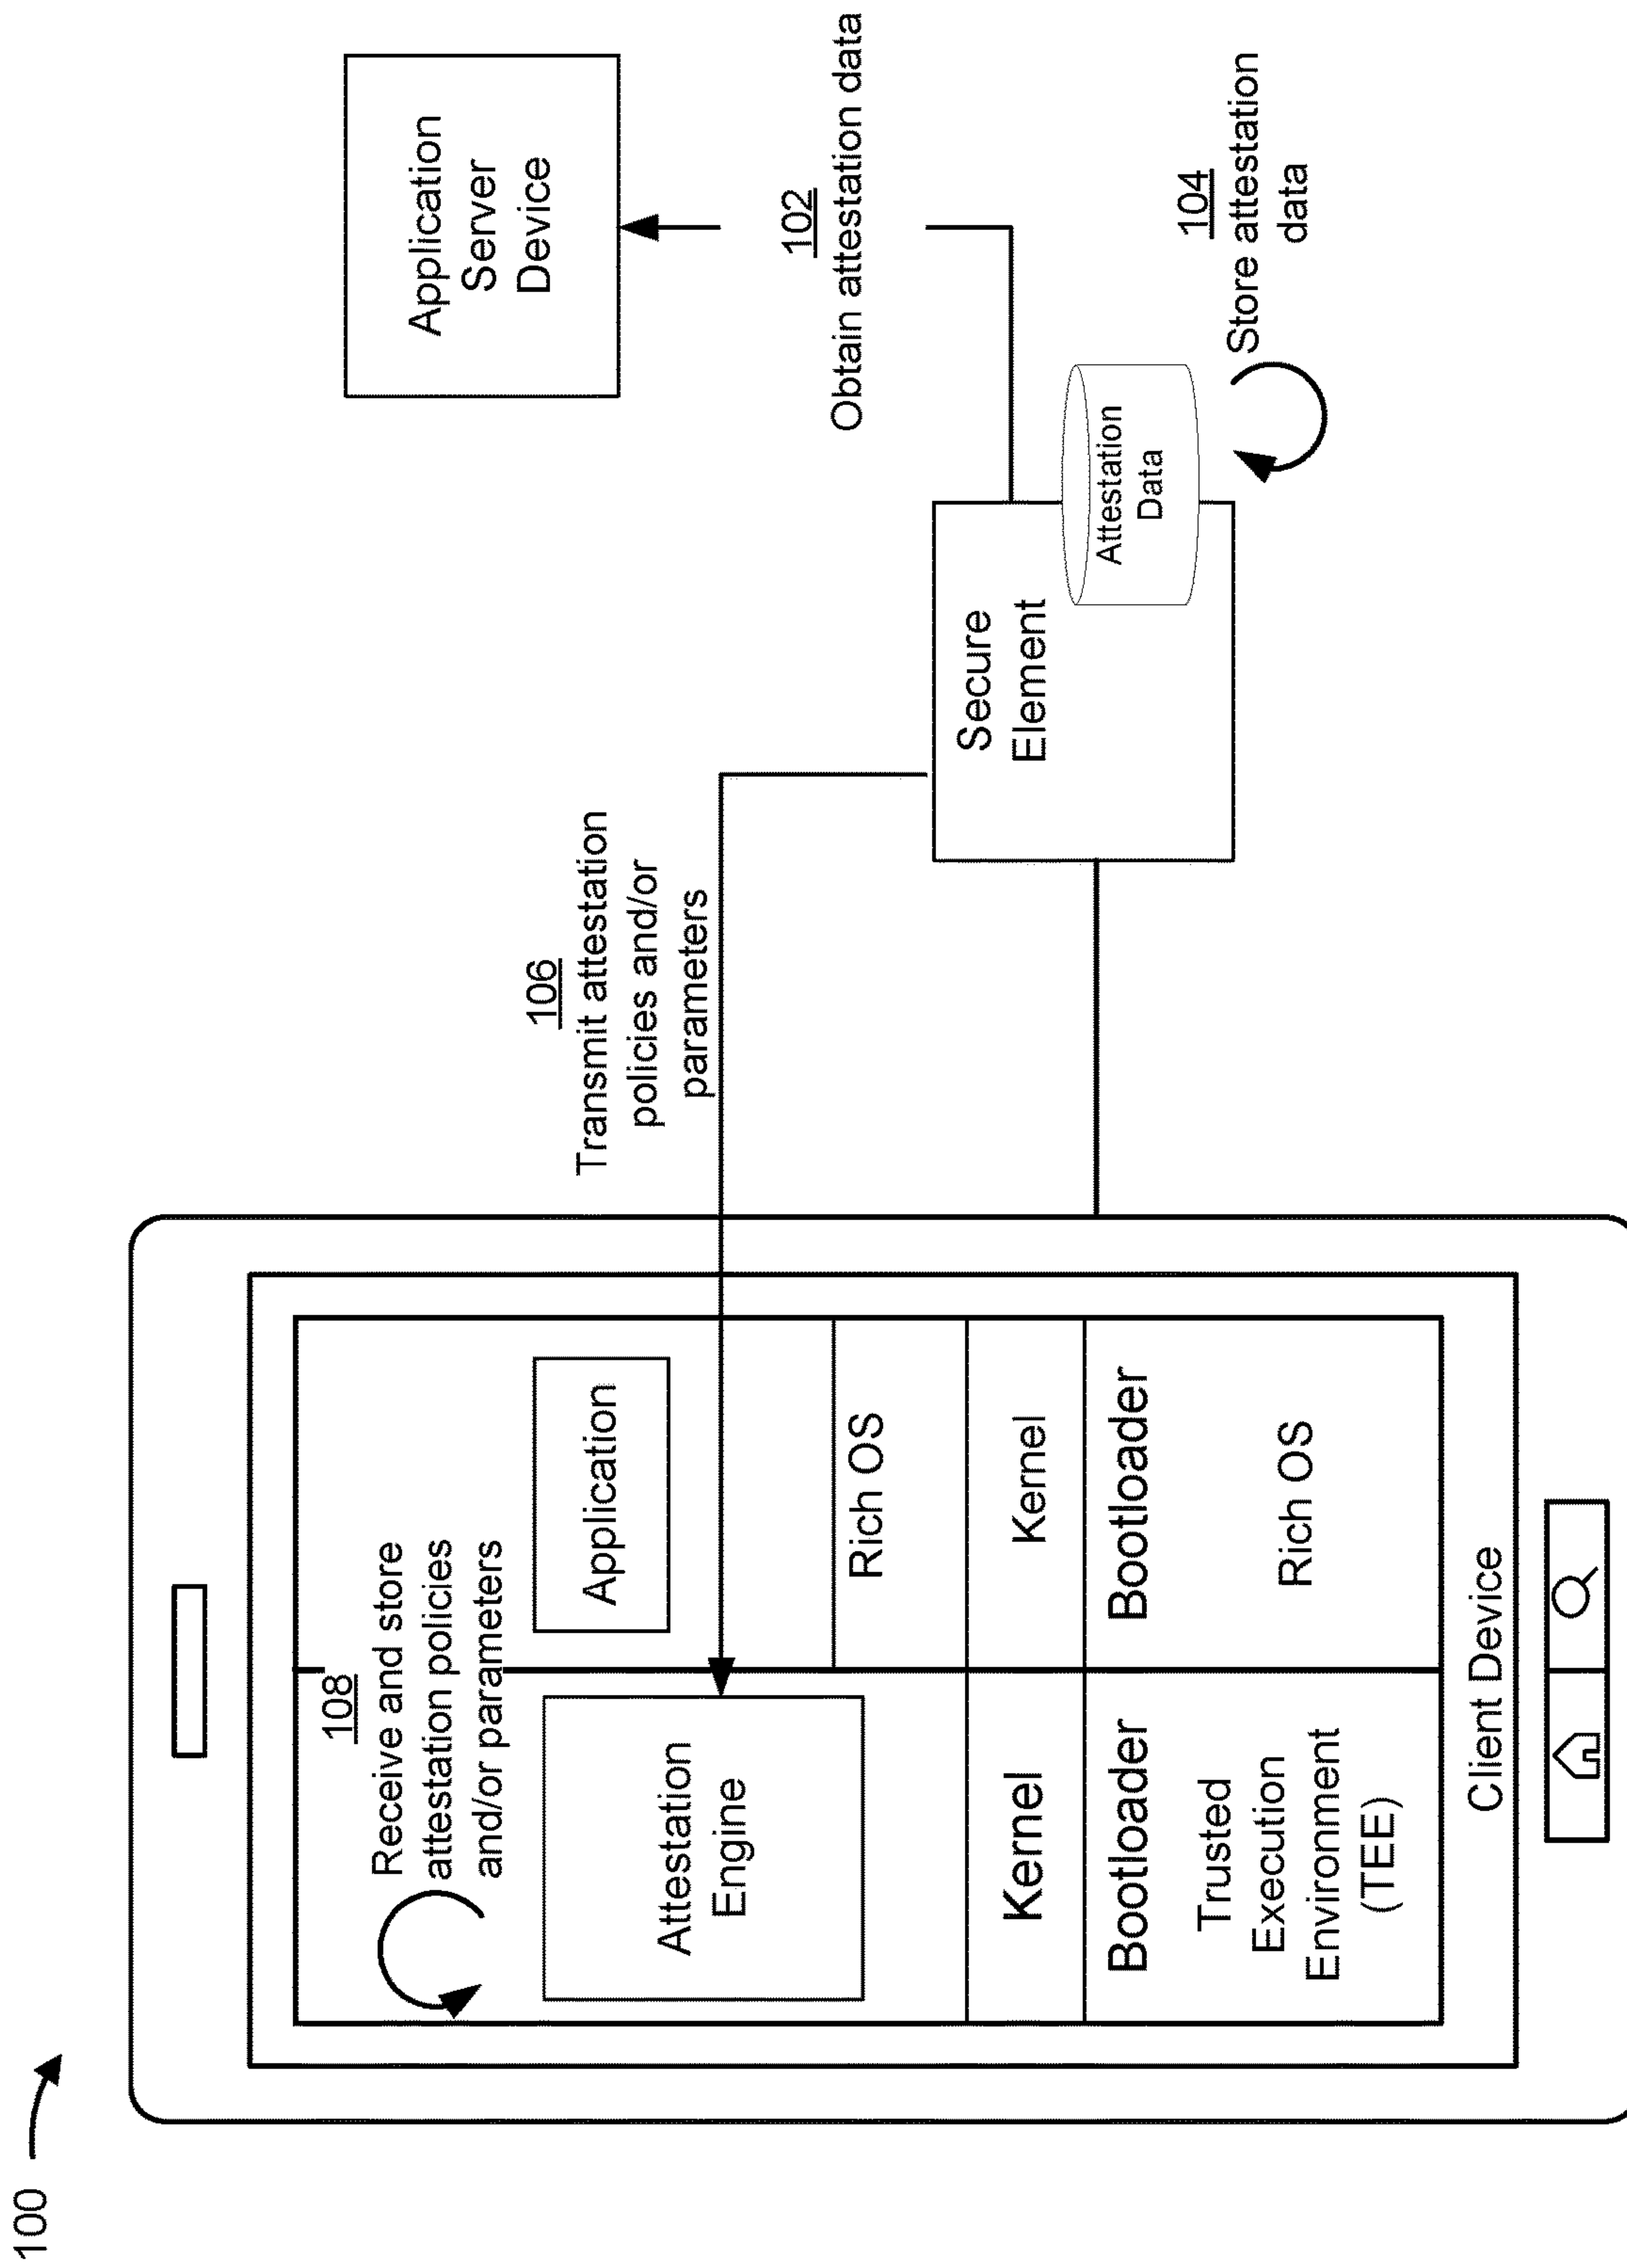 100
108
Receive and store
attestation policies
and/or parameters
Attestation
Engine
Application
Rich OS
Kernel
Kernel
Bootloader
Bootloader
Trusted
Execution
Environment
(TEE)
Rich OS
Client Device
106
Transmit attestation
policies and/or
parameters
Secure
Element
Attestation
Data
Application
Server
Device
102
Obtain attestation data
104
Store attestation
data